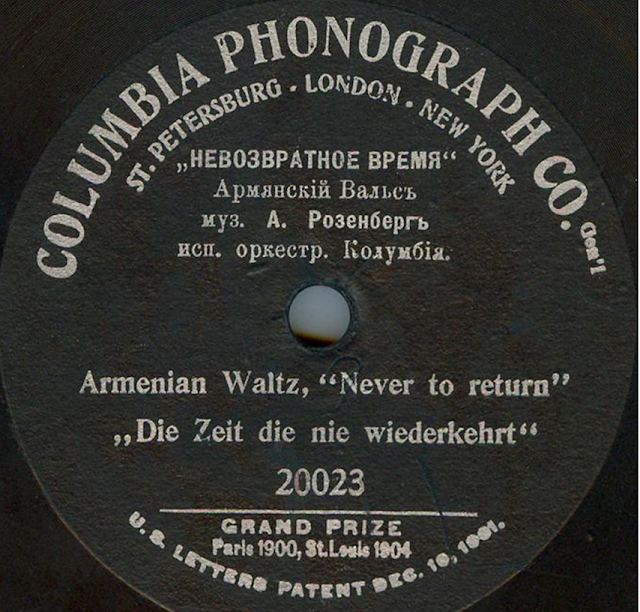 COLUMBIA PHONOGRAPH CO. Gen'l
ST. PETERSBURG · LONDON · NEW YORK
„НЕВОЗВРАТНОЕ ВРЕМЯ“
Армянскій Вальсъ
муз. А. Розенбергъ
исп. оркестр. Колумбія.
Armenian Waltz, “Never to return”
„Die Zeit die nie wiederkehrt“
20023
GRAND PRIZE
Paris 1900, St. Louis 1904
U.S. LETTERS PATENT DEC. 10, 1901.